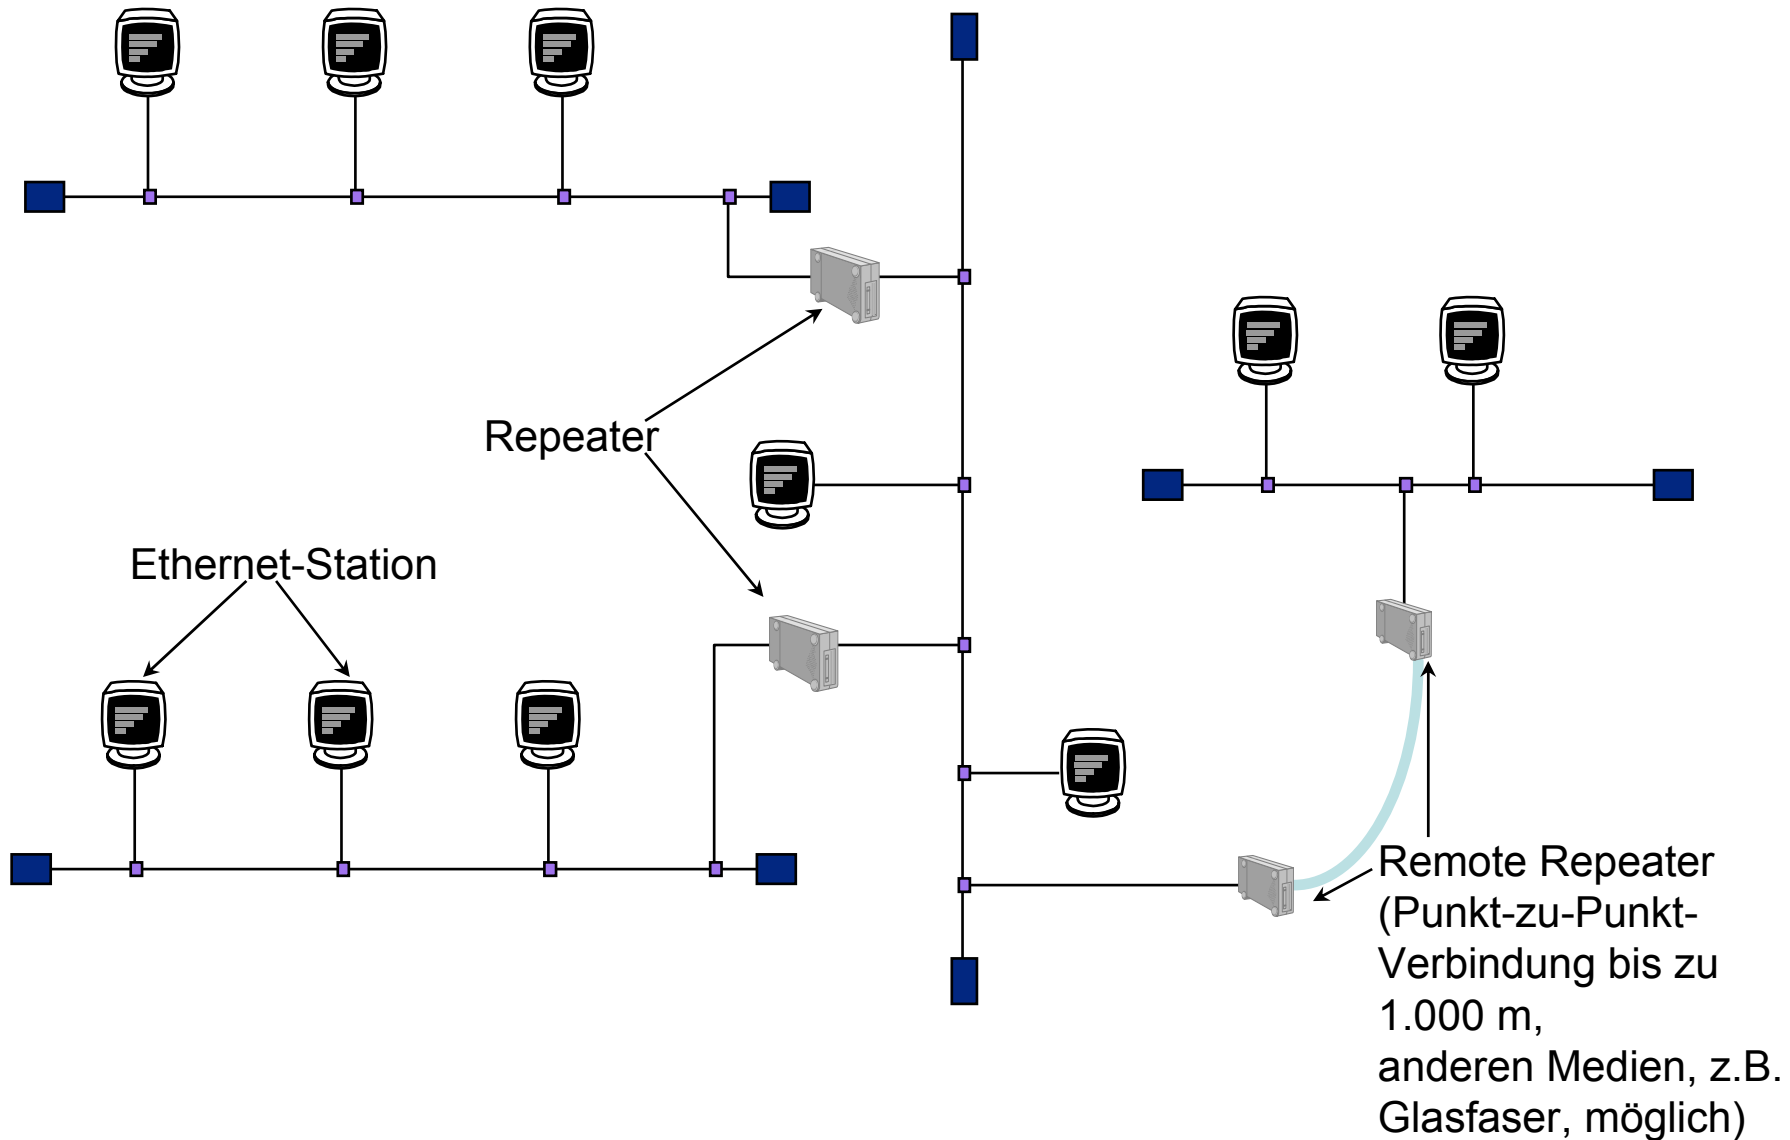 Repeater
Ethernet-Station
Remote Repeater
(Punkt-zu-Punkt-
Verbindung bis zu
1.000 m,
anderen Medien, z.B.
Glasfaser, möglich)